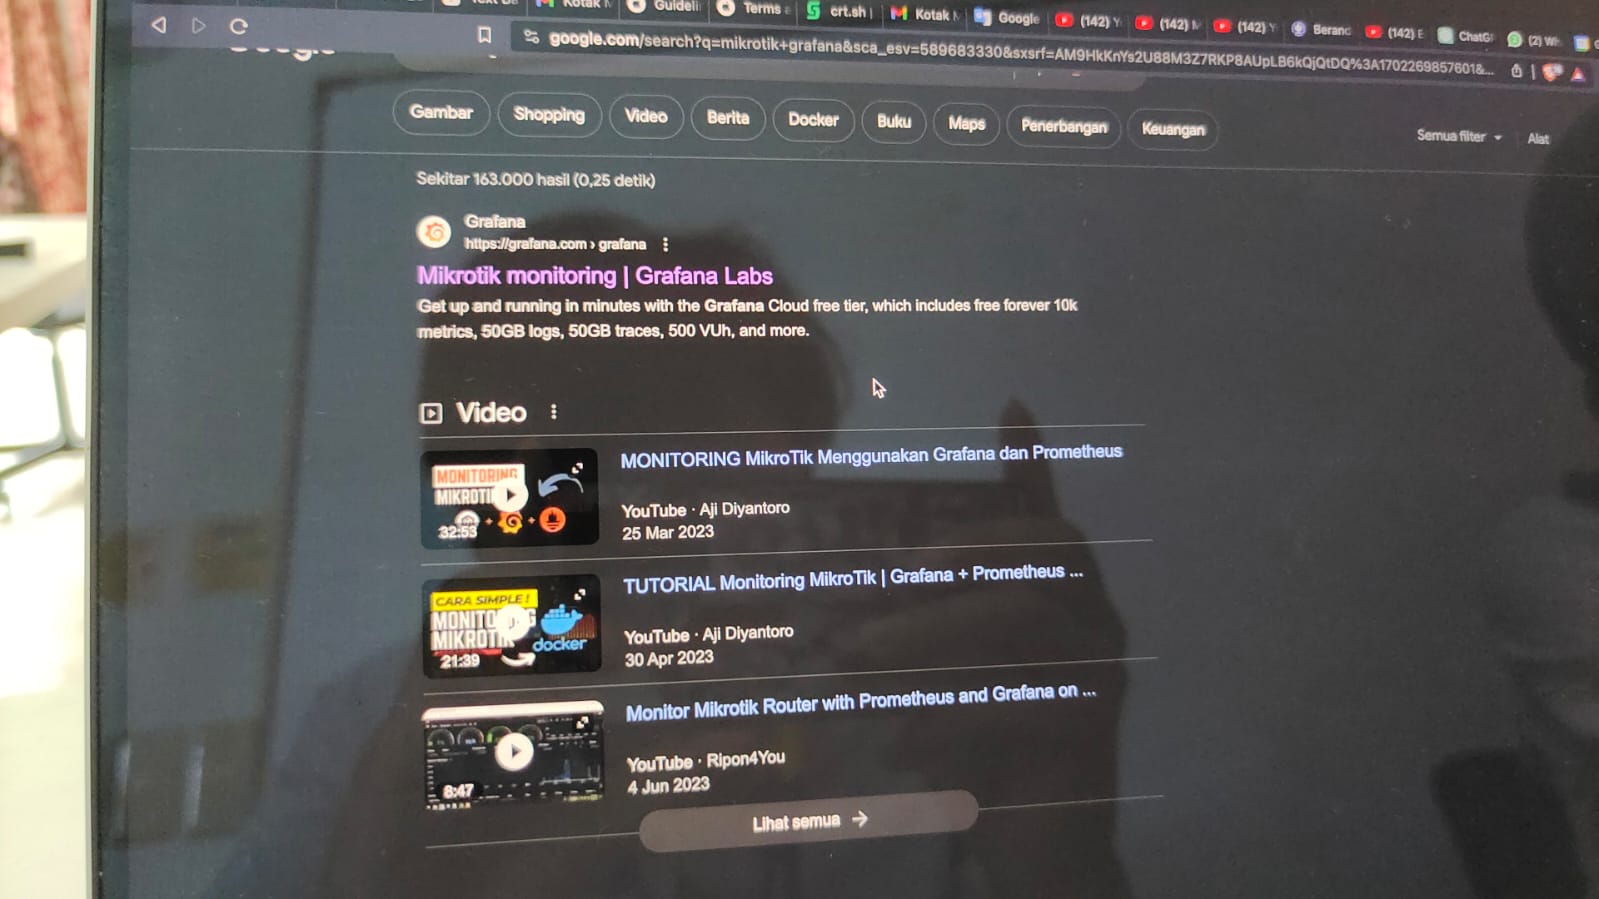 Kotak M
Guideli
Terms a
crt.sh |
Kotak M
Google
(142) Y
(142) M
(142) Y
Beranc
(142) E
ChatG
(2) Wh
google.com/search?q=mikrotik+grafana&sca_esv=589683330&sxsrf=AM9HkKnYs2U88M3Z7RKP8AUpLB6kQjQtDQ%3A1702269857601&...
Gambar
Shopping
Video
Berita
Docker
Buku
Maps
Penerbangan
Keuangan
Semua filter
Alat
Sekitar 163.000 hasil (0,25 detik)
Grafana
https://grafana.com › grafana
Mikrotik monitoring | Grafana Labs
Get up and running in minutes with the Grafana Cloud free tier, which includes free forever 10k
metrics, 50GB logs, 50GB traces, 500 VUh, and more.
Video
MONITORING
MIKROTI
32:53
MONITORING MikroTik Menggunakan Grafana dan Prometheus
YouTube · Aji Diyantoro
25 Mar 2023
CARA SIMPLE!
MONITO G
MIKROTIK
docker
21:39
TUTORIAL Monitoring MikroTik | Grafana + Prometheus ...
YouTube · Aji Diyantoro
30 Apr 2023
8:47
Monitor Mikrotik Router with Prometheus and Grafana on ...
YouTube · Ripon4You
4 Jun 2023
Lihat semua →